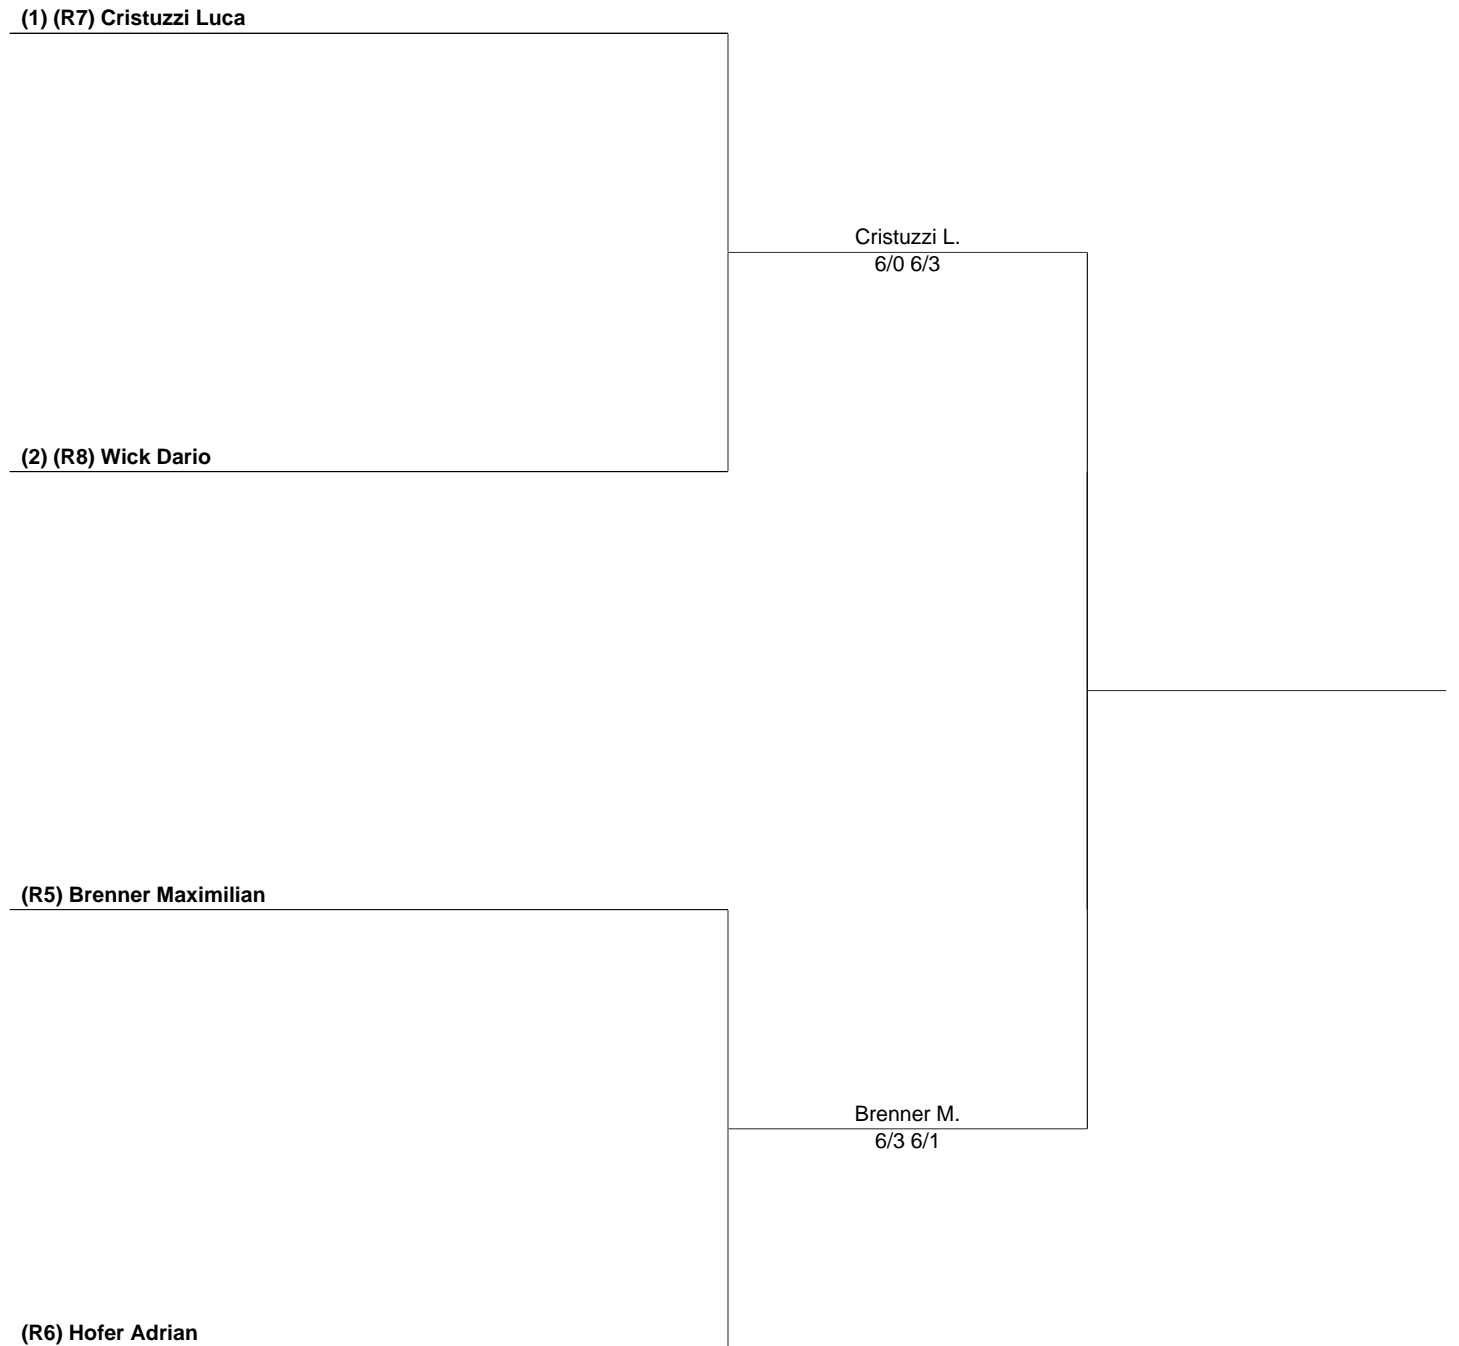 (1) (R7) Cristuzzi Luca
Cristuzzi L.
6/0 6/3
(2) (R8) Wick Dario
(R5) Brenner Maximilian
Brenner M.
6/3 6/1
(R6) Hofer Adrian